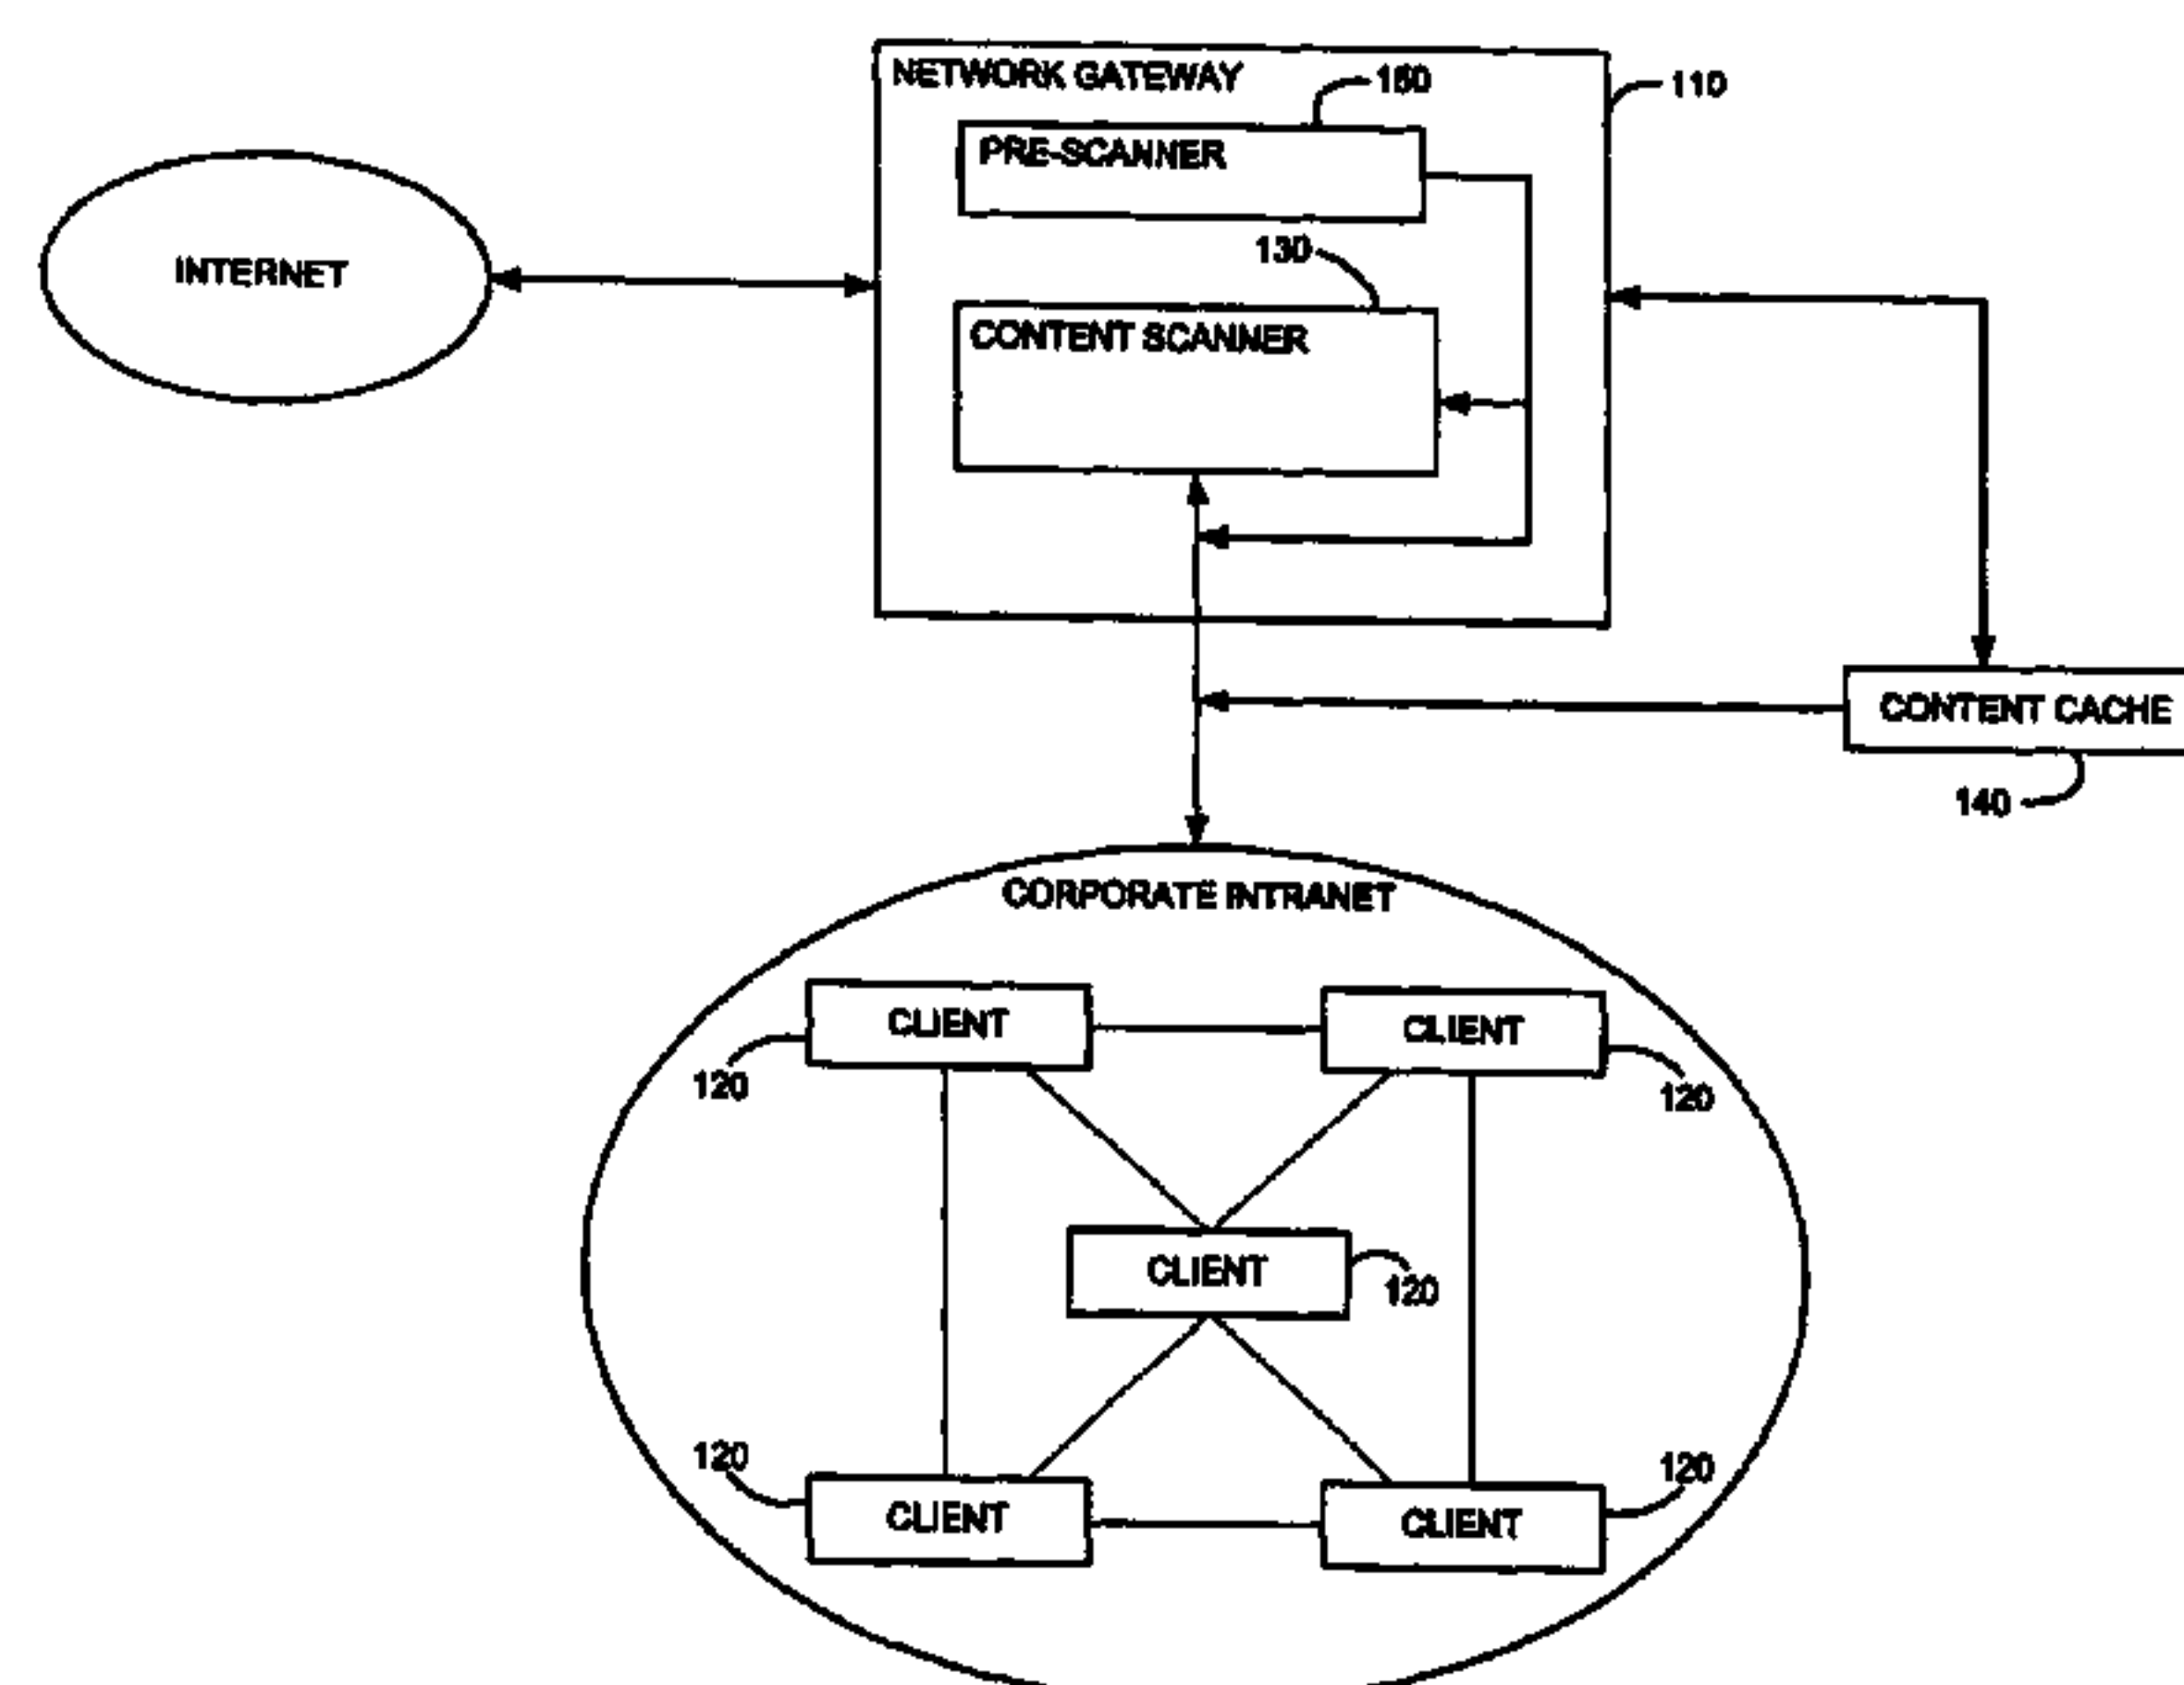 NETWORK GATEWAY
150
110
PRE-SCANNER
INTERNET
130
CONTENT SCANNER
CONTENT CACHE
140
CORPORATE INTRANET
CLIENT
CLIENT
120
120
CLIENT
120
120
120
CLIENT
CLIENT